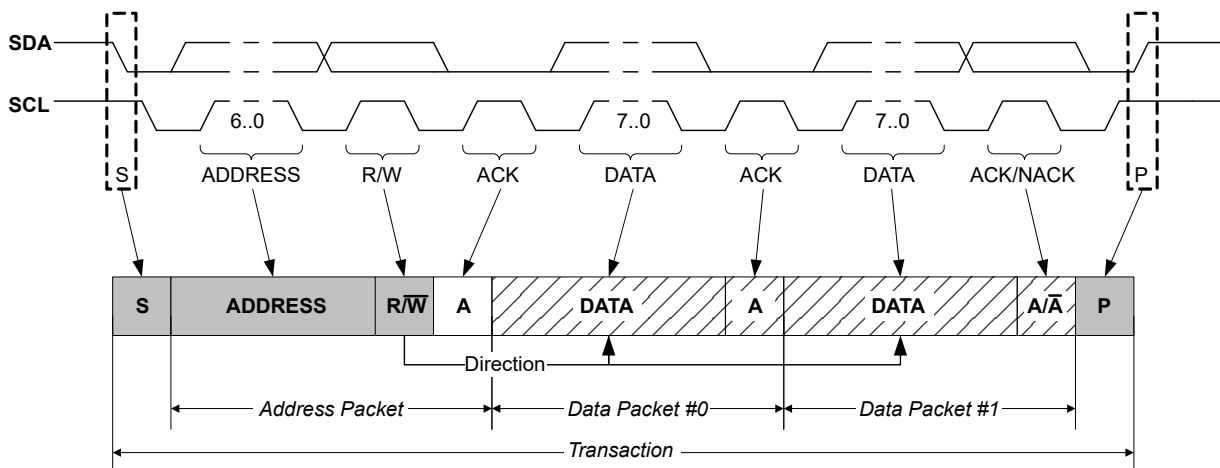 SDA
SCL
6..0 7..0 7..0
S ADDRESS R/W ACK DATA ACK DATA ACK/NACK P
S ADDRESS R/W̅ A DATA A DATA A/A̅ P
Direction
Address Packet Data Packet #0 Data Packet #1
Transaction